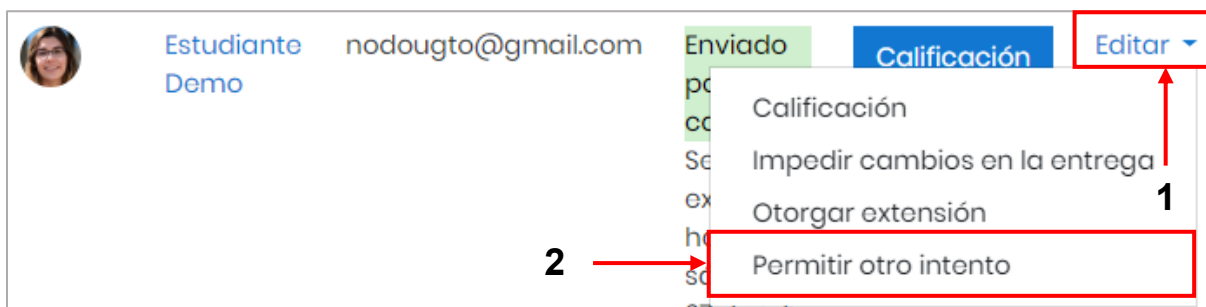 Estudiante Demo
nodougto@gmail.com
Enviado
Calificación
Editar
Calificación
Impedir cambios en la entrega
1
Otorgar extensión
2
Permitir otro intento